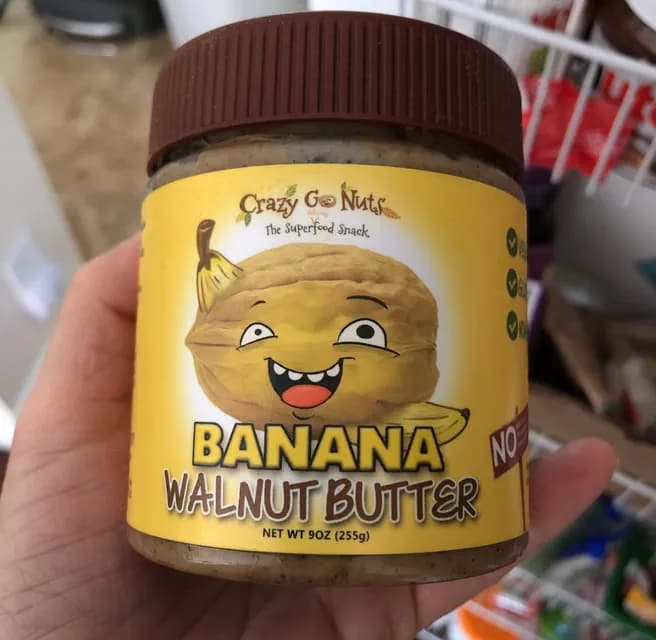 Crazy Go Nuts
The Superfood Snack
BANANA
WALNUT BUTTER
NET WT 9OZ (255g)
NO